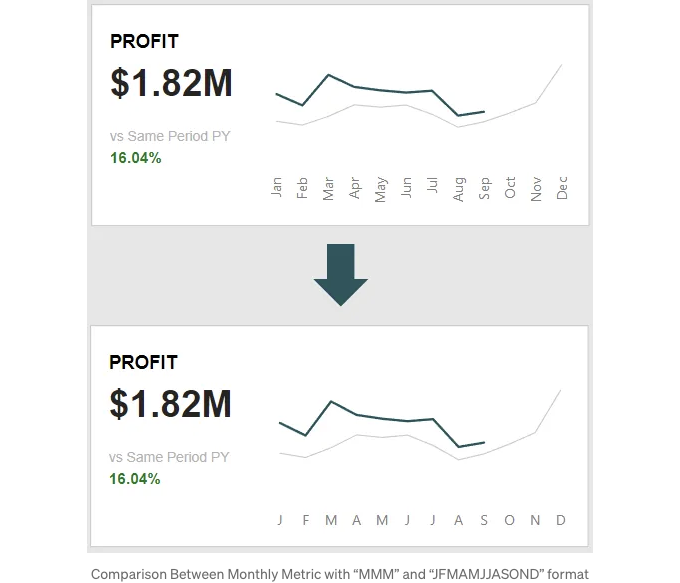 PROFIT
$1.82M
vs Same Period PY
16.04%
Jan Feb Mar Apr May Jun Jul Aug Sep Oct Nov Dec
PROFIT
$1.82M
vs Same Period PY
16.04%
J F M A M J J A S O N D
Comparison Between Monthly Metric with “MMM” and “JFMAMJJASOND” format